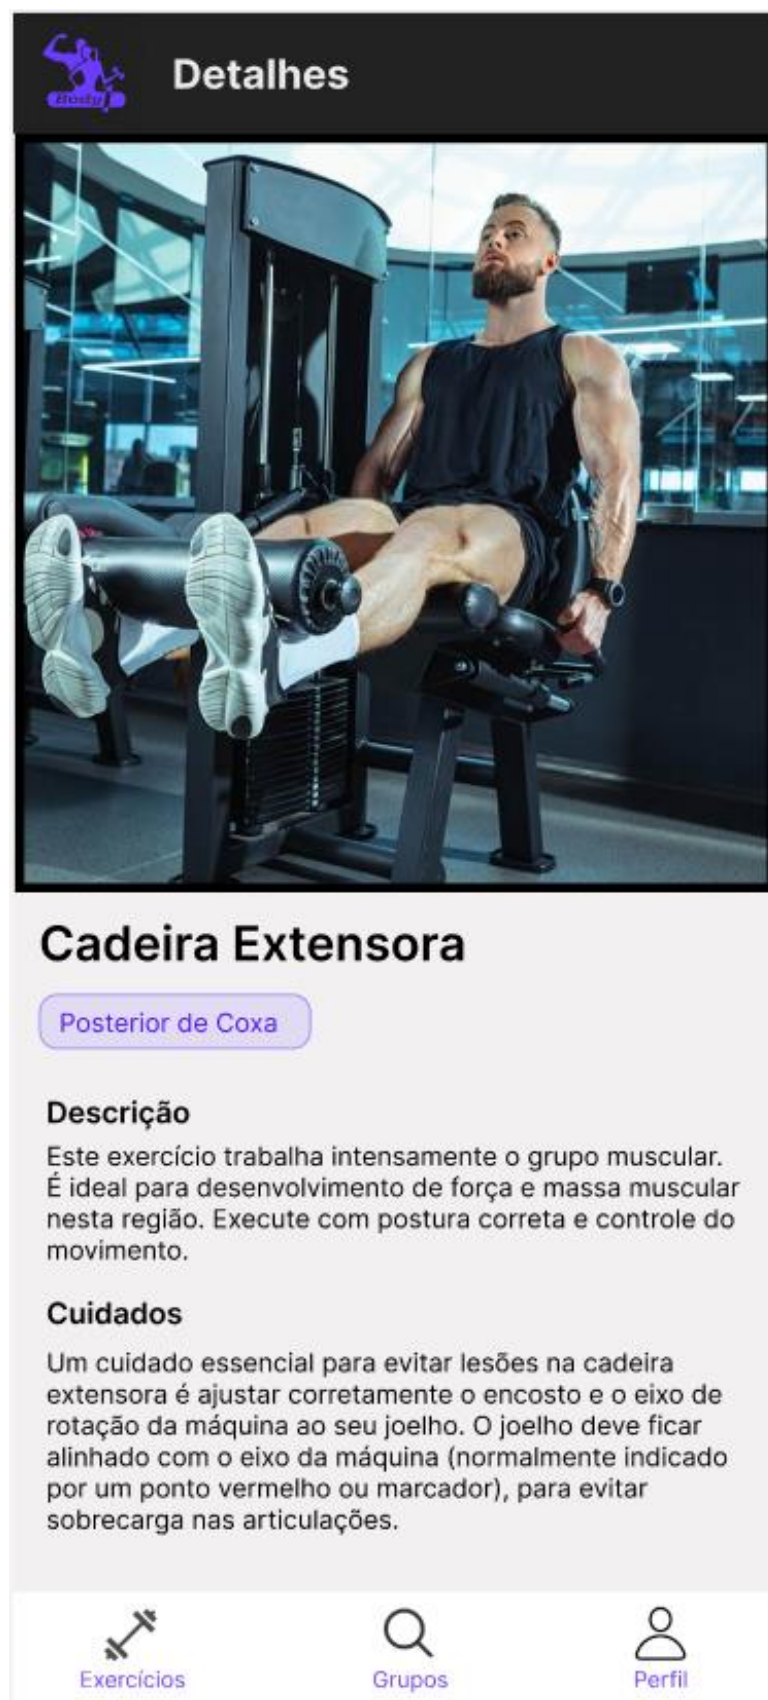 Body
Detalhes
Cadeira Extensora
Posterior de Coxa
Descrição
Este exercício trabalha intensamente o grupo muscular.
É ideal para desenvolvimento de força e massa muscular
nesta região. Execute com postura correta e controle do
movimento.
Cuidados
Um cuidado essencial para evitar lesões na cadeira
extensora é ajustar corretamente o encosto e o eixo de
rotação da máquina ao seu joelho. O joelho deve ficar
alinhado com o eixo da máquina (normalmente indicado
por um ponto vermelho ou marcador), para evitar
sobrecarga nas articulações.
Exercícios
Grupos
Perfil